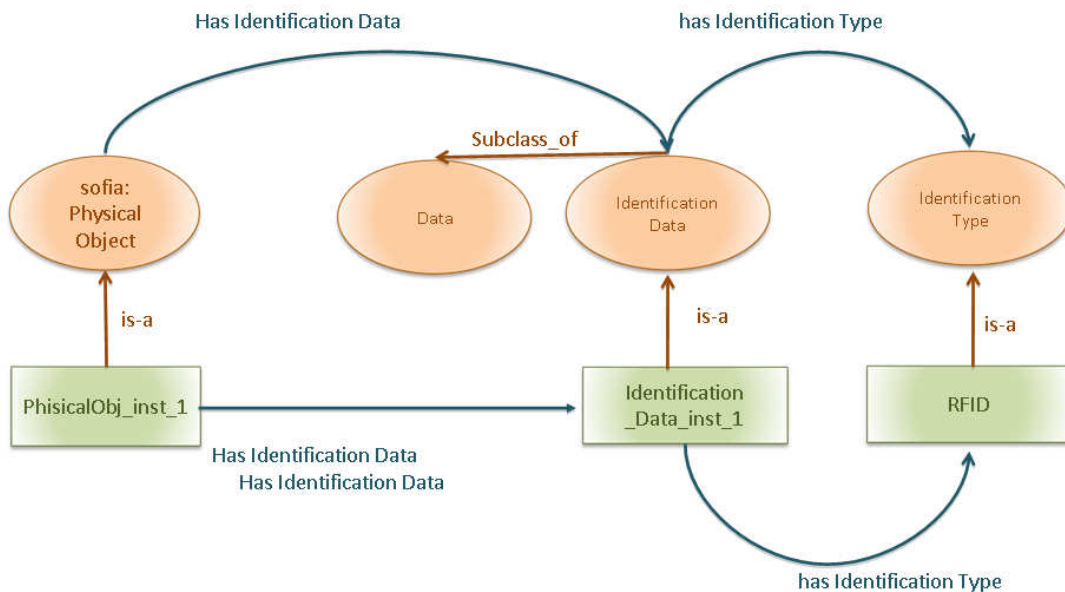 Has Identification Data
has Identification Type
Subclass_of
sofia:
Physical
Object
Data
Identification
Data
Identification
Type
is-a
is-a
is-a
PhisicalObj_inst_1
Identification
_Data_inst_1
RFID
Has Identification Data
Has Identification Data
has Identification Type